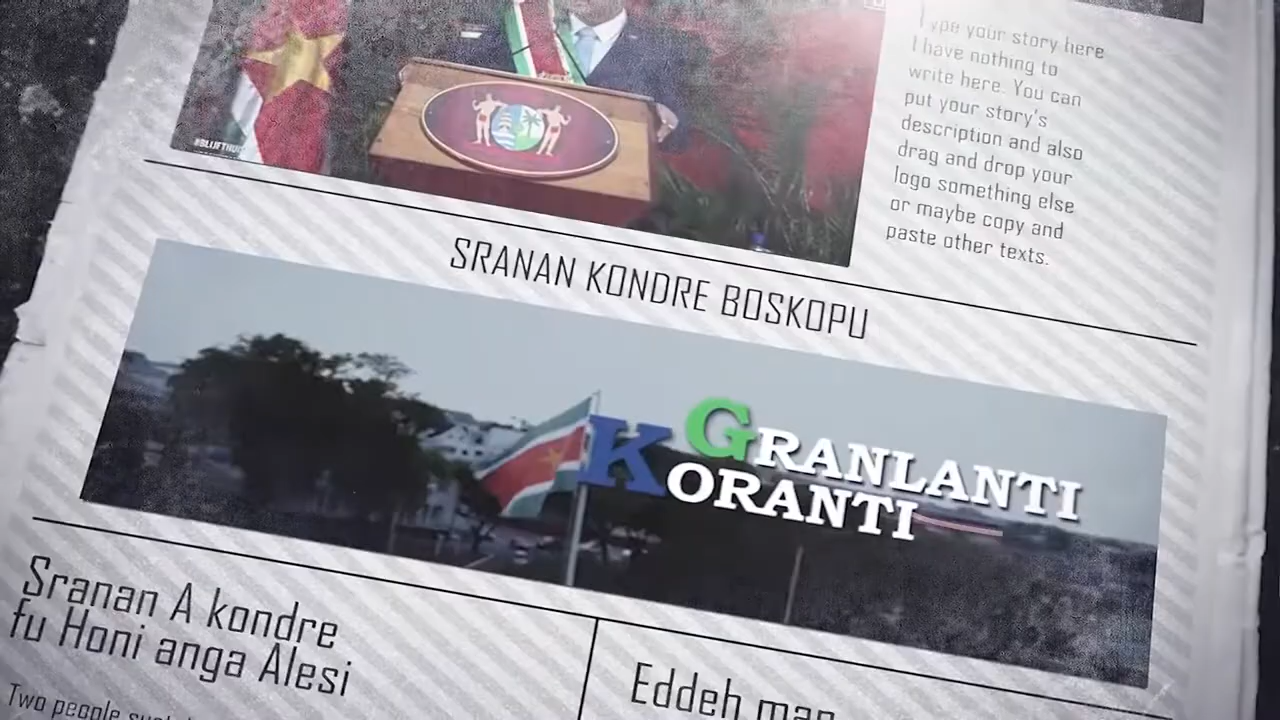 Type your story here
I have nothing to
write here. You can
put your story's
description and also
drag and drop your
logo something else
or maybe copy and
paste other texts.
SRANAN KONDRE BOSKOPU
GRANLANTI
KORANTI
Sranan A kondre
fu Honi anga Alesi
Two people
Eddeh man